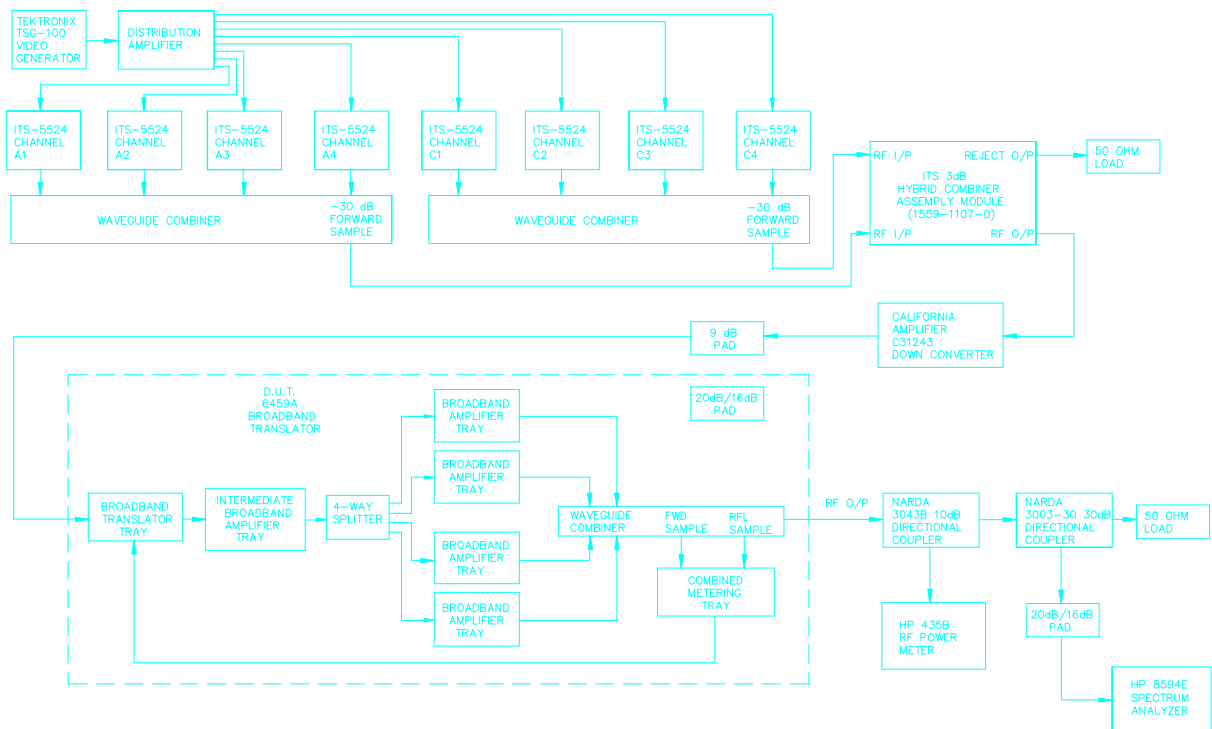 TEKTRONIX
TSG-100
VIDEO
GENERATOR
DISTRIBUTION
AMPLIFIER
ITS-5524
CHANNEL
A1
ITS-5524
CHANNEL
A2
ITS-5524
CHANNEL
A3
ITS-5524
CHANNEL
A4
ITS-5524
CHANNEL
C1
ITS-5524
CHANNEL
C2
ITS-5524
CHANNEL
C3
ITS-5524
CHANNEL
C4
WAVEGUIDE COMBINER
-30 dB
FORWARD
SAMPLE
WAVEGUIDE COMBINER
-30 dB
FORWARD
SAMPLE
RF I/P
REJECT O/P
ITS 3dB
HYBRID COMBINER
ASSEMPLY MODULE
(1559-1107-0)
RF I/P
RF O/P
50 OHM
LOAD
CALIFORNIA
AMPLIFIER
C31243
DOWN CONVERTER
9 dB
PAD
D.U.T.
6459A
BROADBAND
TRANSLATOR
20dB/16dB
PAD
BROADBAND
TRANSLATOR
TRAY
INTERMEDIATE
BROADBAND
AMPLIFIER
TRAY
4-WAY
SPLITTER
BROADBAND
AMPLIFIER
TRAY
BROADBAND
AMPLIFIER
TRAY
BROADBAND
AMPLIFIER
TRAY
BROADBAND
AMPLIFIER
TRAY
WAVEGUIDE
COMBINER
FWD
SAMPLE
RFL
SAMPLE
COMBINED
METERING
TRAY
RF O/P
NARDA
3043B 10dB
DIRECTIONAL
COUPLER
NARDA
3003-30 30dB
DIRECTIONAL
COUPLER
50 OHM
LOAD
HP 435B
RF POWER
METER
20dB/16dB
PAD
HP 8594E
SPECTRUM
ANALYZER